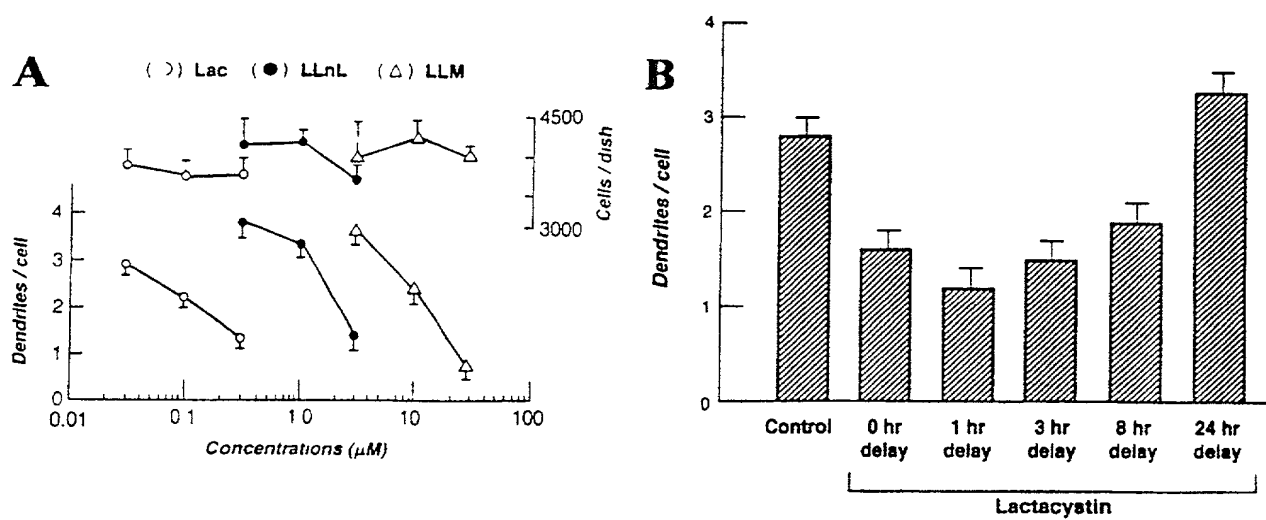 A
( ) Lac ( ) LLnL ( ) LLM
4500
3000
Cells / dish
4
3
2
1
0
Dendrites / cell
0.01 0 1 1 0 10 100
Concentrations (μM)
B
4
3
2
1
0
Dendrites / cell
Control 0 hr delay 1 hr delay 3 hr delay 8 hr delay 24 hr delay
Lactacystin